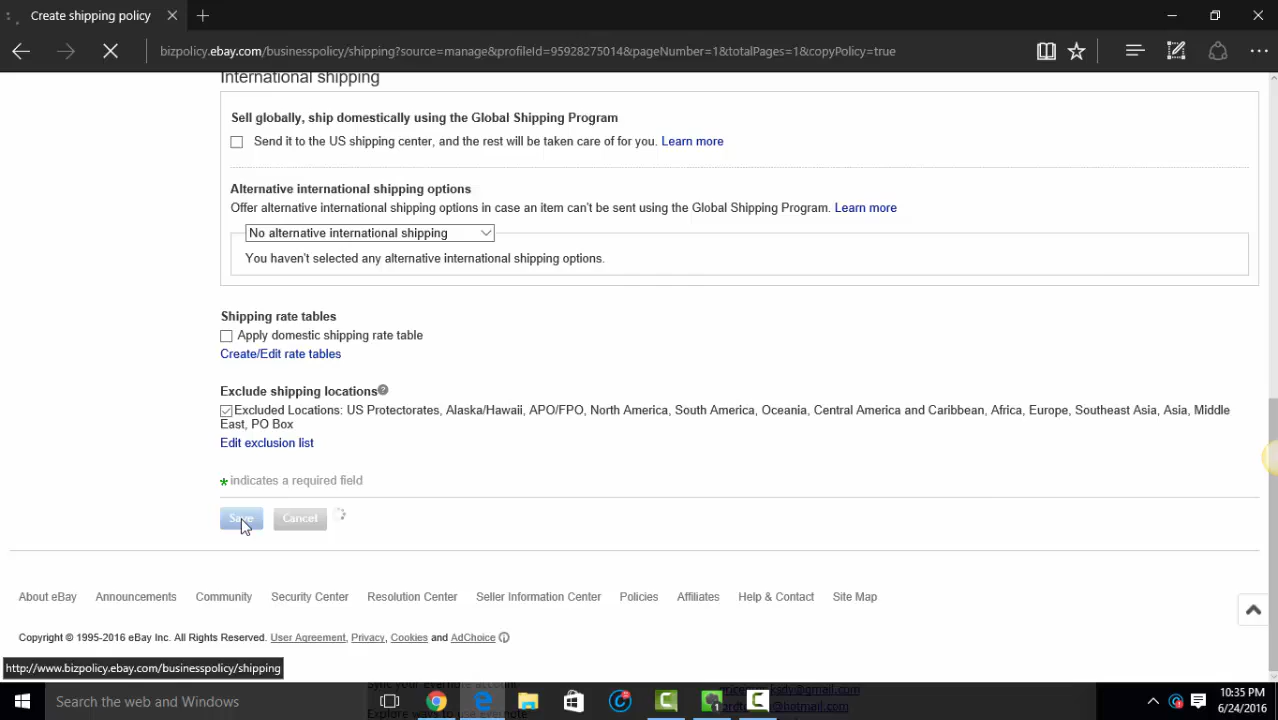 Create shipping policy
bizpolicy.ebay.com/businesspolicy/shipping?source=manage&profileId=95928275014&pageNumber=1&totalPages=1&copyPolicy=true
International shipping
Sell globally, ship domestically using the Global Shipping Program
Send it to the US shipping center, and the rest will be taken care of for you. Learn more
Alternative international shipping options
Offer alternative international shipping options in case an item can't be sent using the Global Shipping Program. Learn more
No alternative international shipping
You haven't selected any alternative international shipping options.
Shipping rate tables
Apply domestic shipping rate table
Create/Edit rate tables
Exclude shipping locations
Excluded Locations: US Protectorates, Alaska/Hawaii, APO/FPO, North America, South America, Oceania, Central America and Caribbean, Africa, Europe, Southeast Asia, Asia, Middle
East, PO Box
Edit exclusion list
* indicates a required field
Save Cancel
About eBay Announcements Community Security Center Resolution Center Seller Information Center Policies Affiliates Help & Contact Site Map
Copyright © 1995-2016 eBay Inc. All Rights Reserved. User Agreement, Privacy, Cookies and AdChoice
http://www.bizpolicy.ebay.com/businesspolicy/shipping
Search the web and Windows
10:35 PM
6/24/2016